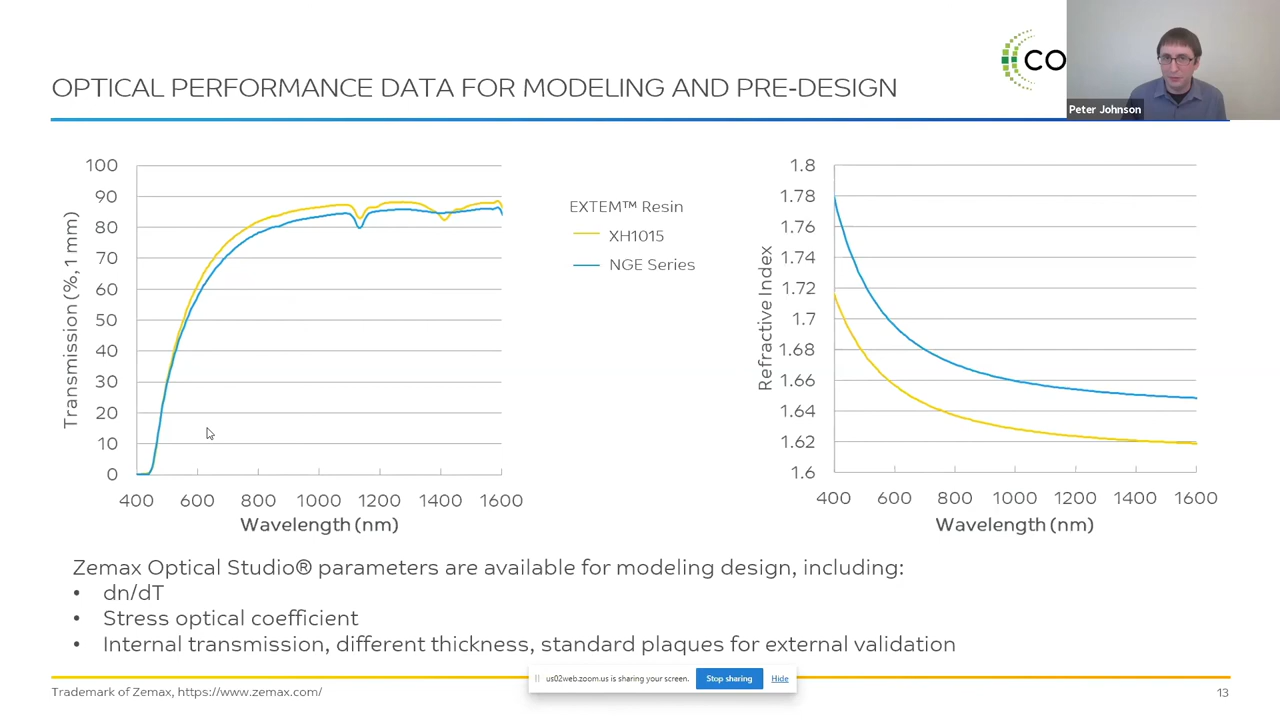 CO
Peter Johnson
OPTICAL PERFORMANCE DATA FOR MODELING AND PRE-DESIGN
Transmission (%, 1 mm)
100
90
80
70
60
50
40
30
20
10
0
400 600 800 1000 1200 1400 1600
Wavelength (nm)
EXTEM™ Resin
XH1015
NGE Series
Refractive Index
1.8
1.78
1.76
1.74
1.72
1.7
1.68
1.66
1.64
1.62
1.6
400 600 800 1000 1200 1400 1600
Wavelength (nm)
Zemax Optical Studio® parameters are available for modeling design, including:
• dn/dT
• Stress optical coefficient
• Internal transmission, different thickness, standard plaques for external validation
us02web.zoom.us is sharing your screen. Stop sharing Hide
Trademark of Zemax, https://www.zemax.com/
13